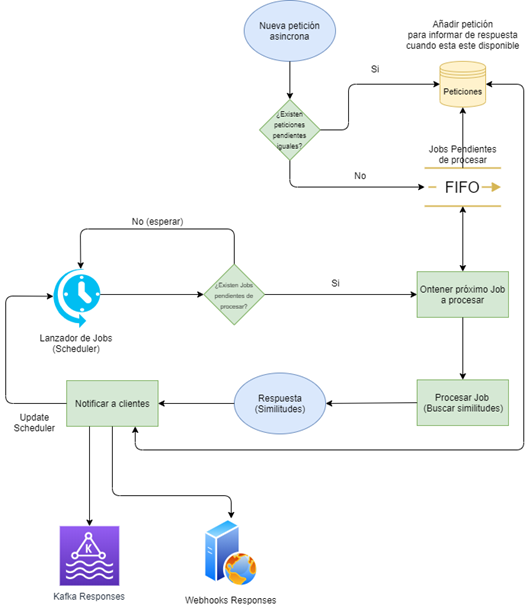 Nueva petición
asíncrona
Añadir petición
para informar de respuesta
cuando esta este disponible
Si
Peticiones
¿Existen
peticiones
pendientes
iguales?
No
Jobs Pendientes
de procesar
FIFO
No (esperar)
¿Existen Jobs
pendientes de
procesar?
Si
Ontener próximo Job
a procesar
Lanzador de Jobs
(Scheduler)
Notificar a clientes
Respuesta
(Similitudes)
Procesar Job
(Buscar similitudes)
Update
Scheduler
K
Kafka Responses
Webhooks Responses